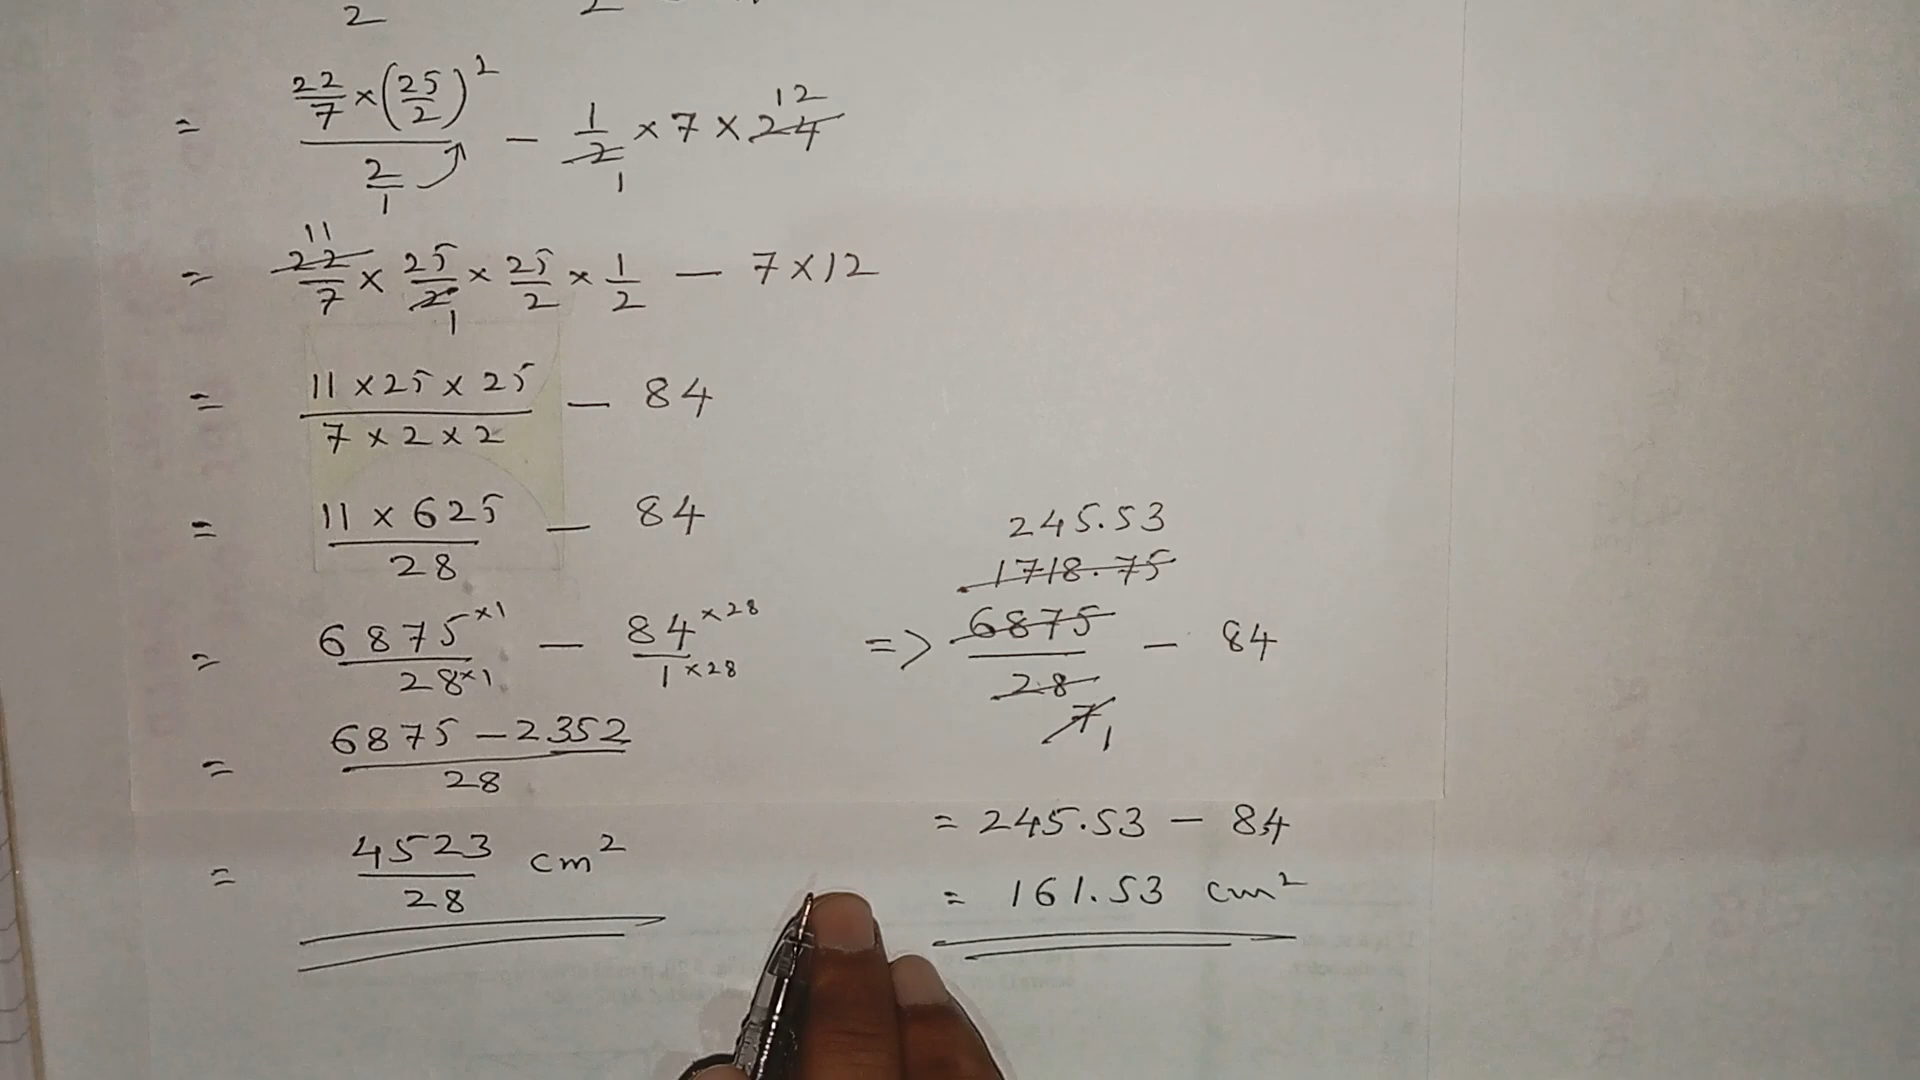 2 2
= 22/7 × (25/2)² / 2/1 − 1/2 1 × 7 × 24 12
= 22 11/7 × 25/2 1 × 25/2 × 1/2 − 7 × 12
= 11 × 25 × 25 / 7 × 2 × 2 − 84
= 11 × 625 / 28 − 84
= 6875 ×1 / 28 ×1 − 84 ×28 / 1 ×28
= 6875 − 2352 / 28
= 4523 / 28 cm²
245.53
1718.75
=> 6875 / 28 − 84
7 1
= 245.53 − 84
= 161.53 cm²